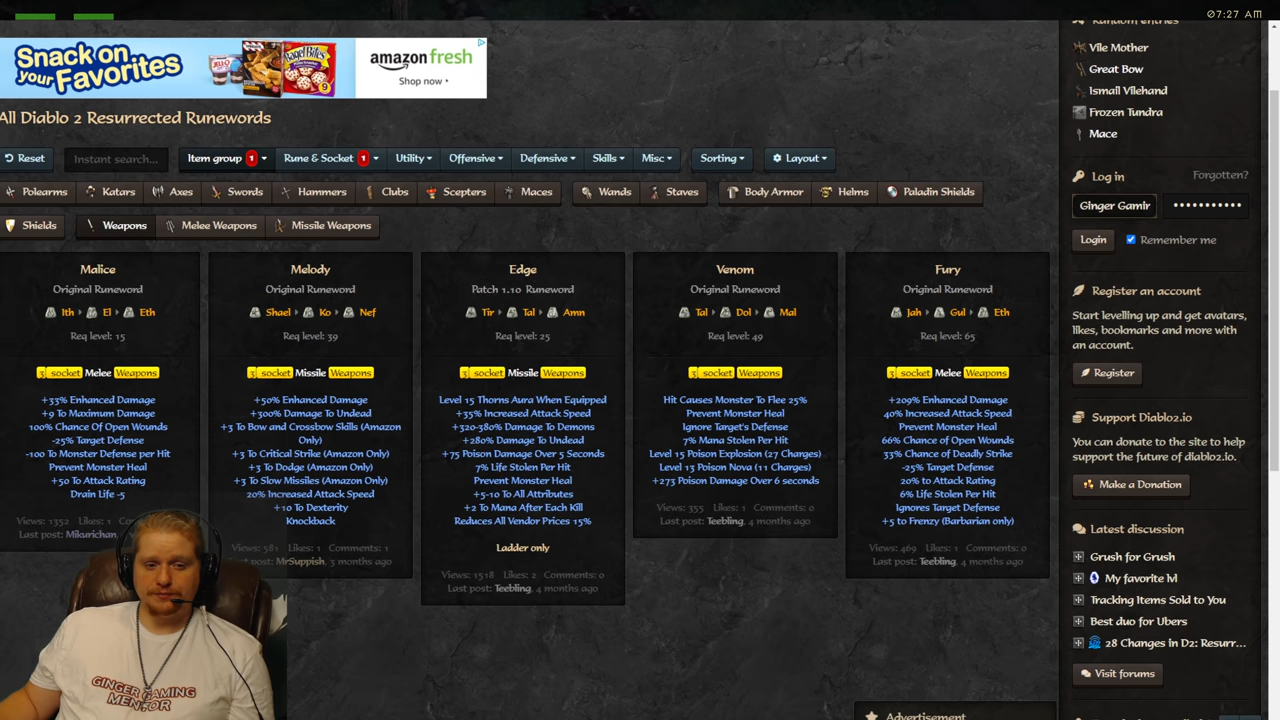 07:27 AM
Snack on
your Favorites
JELL-O
BagelBites
9
amazon fresh
Shop now
All Diablo 2 Resurrected Runewords
Reset
Instant search...
Item group 1
Rune & Socket 1
Utility
Offensive
Defensive
Skills
Misc
Sorting
Layout
Polearms
Katars
Axes
Swords
Hammers
Clubs
Scepters
Maces
Wands
Staves
Body Armor
Helms
Paladin Shields
Shields
Weapons
Melee Weapons
Missile Weapons
Malice
Original Runeword
Ith El Eth
Req level: 15
3 socket Melee Weapons
+33% Enhanced Damage
+9 To Maximum Damage
100% Chance Of Open Wounds
-25% Target Defense
-100 To Monster Defense per Hit
Prevent Monster Heal
+50 To Attack Rating
Drain Life -5
Views: 1352 Likes: 1
Last post: Mikurichan,
Melody
Original Runeword
Shael Ko Nef
Req level: 39
3 socket Missile Weapons
+50% Enhanced Damage
+300% Damage To Undead
+3 To Bow and Crossbow Skills (Amazon
Only)
+3 To Critical Strike (Amazon Only)
+3 To Dodge (Amazon Only)
+3 To Slow Missiles (Amazon Only)
20% Increased Attack Speed
+10 To Dexterity
Knockback
Views: 581 Likes: 1 Comments: 1
post: MrSuppish, 3 months ago
Edge
Patch 1.10 Runeword
Tir Tal Amn
Req level: 25
3 socket Missile Weapons
Level 15 Thorns Aura When Equipped
+35% Increased Attack Speed
+320-380% Damage To Demons
+280% Damage To Undead
+75 Poison Damage Over 5 Seconds
7% Life Stolen Per Hit
Prevent Monster Heal
+5-10 To All Attributes
+2 To Mana After Each Kill
Reduces All Vendor Prices 15%
Ladder only
Views: 1518 Likes: 2 Comments: 0
Last post: Teebling, 4 months ago
Venom
Original Runeword
Tal Dol Mal
Req level: 49
3 socket Weapons
Hit Causes Monster To Flee 25%
Prevent Monster Heal
Ignore Target's Defense
7% Mana Stolen Per Hit
Level 15 Poison Explosion (27 Charges)
Level 13 Poison Nova (11 Charges)
+273 Poison Damage Over 6 seconds
Views: 355 Likes: 1 Comments: 0
Last post: Teebling, 4 months ago
Fury
Original Runeword
Jah Gul Eth
Req level: 65
3 socket Melee Weapons
+209% Enhanced Damage
40% Increased Attack Speed
Prevent Monster Heal
66% Chance of Open Wounds
33% Chance of Deadly Strike
-25% Target Defense
20% to Attack Rating
6% Life Stolen Per Hit
Ignores Target Defense
+5 to Frenzy (Barbarian only)
Views: 469 Likes: 1 Comments: 0
Last post: Teebling, 4 months ago
GINGER GAMING
MENTOR
Random entries
Vile Mother
Great Bow
Ismail Vilehand
Frozen Tundra
Mace
Log in
Forgotten?
Ginger Gamir
Login
Remember me
Register an account
Start levelling up and get avatars,
likes, bookmarks and more with
an account.
Register
Support Diablo2.io
You can donate to the site to help
support the future of diablo2.io.
Make a Donation
Latest discussion
Grush for Grush
My favorite lvl
Tracking Items Sold to You
Best duo for Ubers
28 Changes in D2: Resurr...
Visit forums
Advertisement